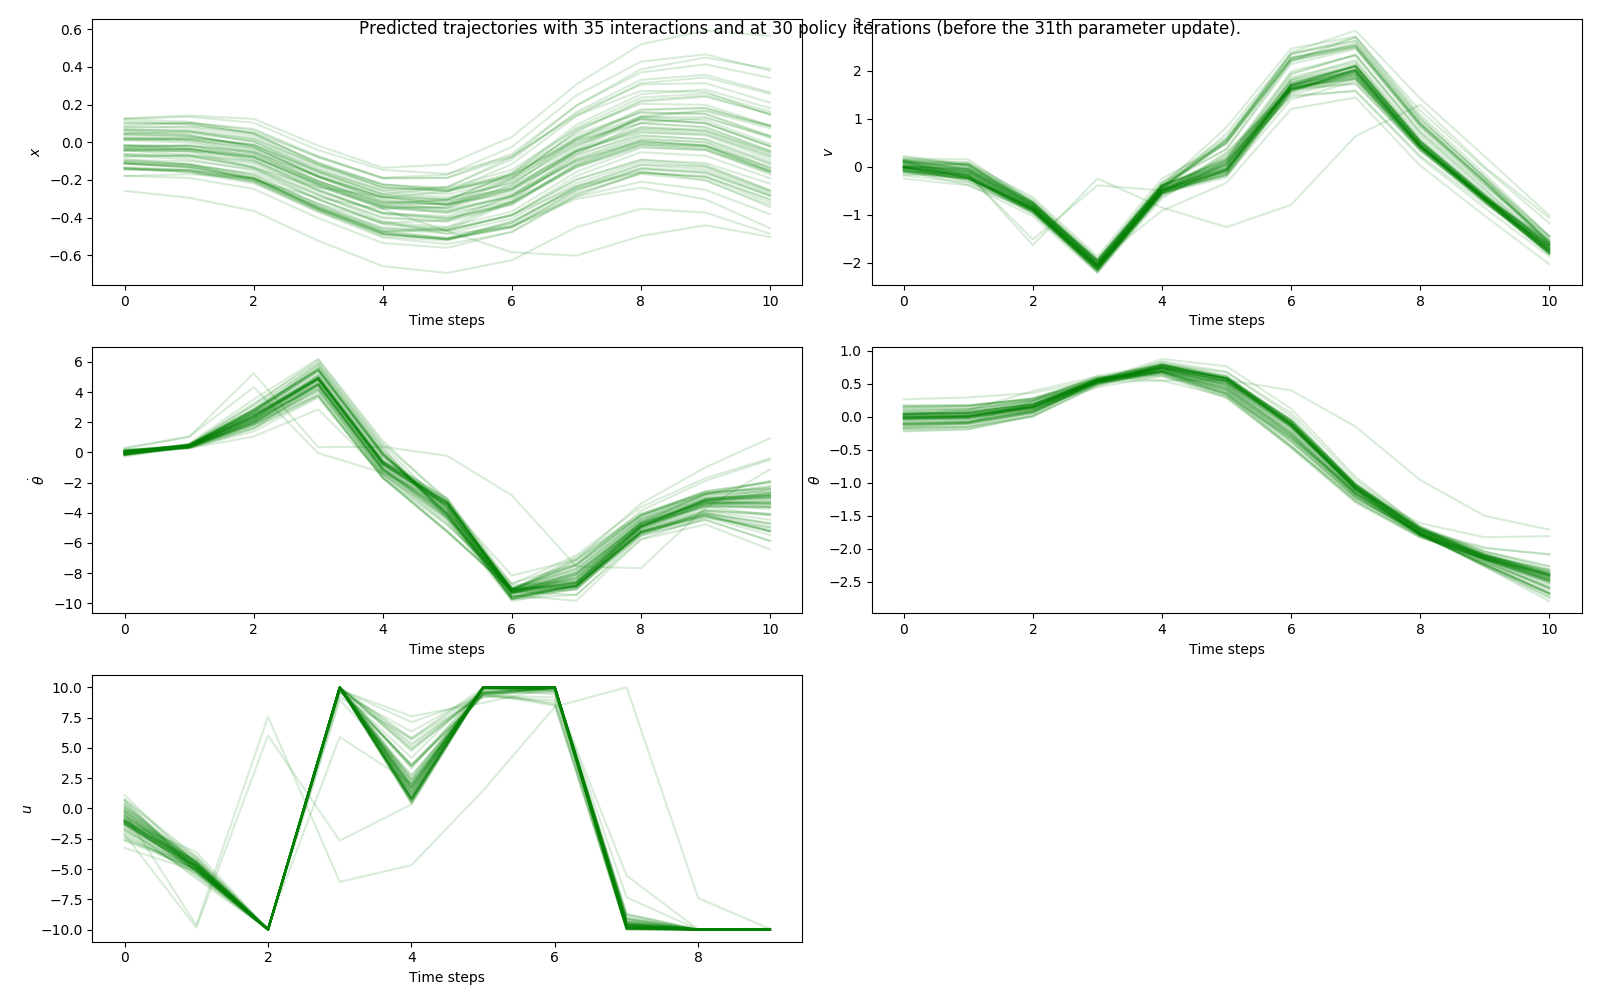 Predicted trajectories with 35 interactions and at 30 policy iterations (before the 31th parameter update).
0.6
0.4
0.2
0.0
−0.2
−0.4
−0.6
x
0 2 4 6 8 10
Time steps
3
2
1
0
−1
−2
v
0 2 4 6 8 10
Time steps
6
4
2
0
−2
−4
−6
−8
−10
θ̇
0 2 4 6 8 10
Time steps
1.0
0.5
0.0
−0.5
−1.0
−1.5
−2.0
−2.5
θ
0 2 4 6 8 10
Time steps
10.0
7.5
5.0
2.5
0.0
−2.5
−5.0
−7.5
−10.0
u
0 2 4 6 8
Time steps